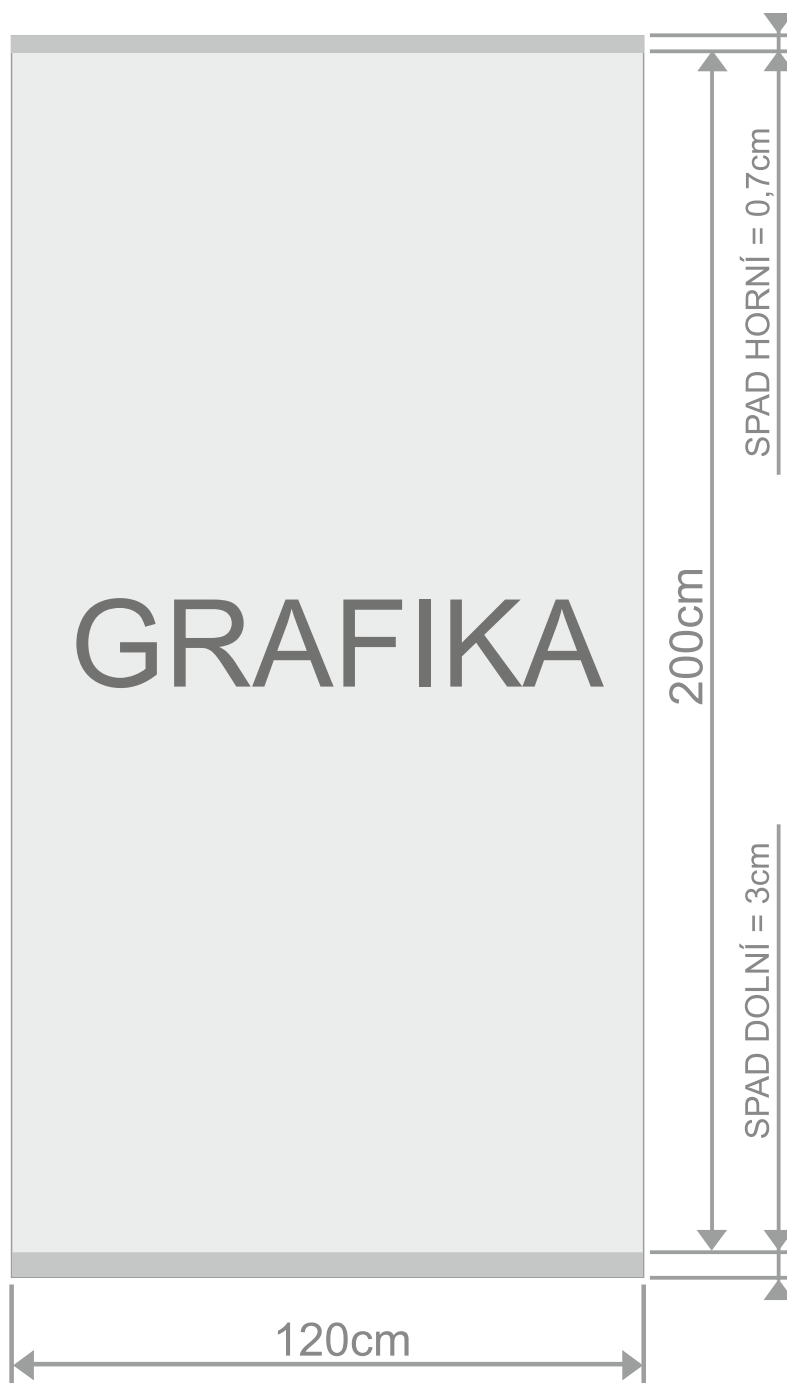 SPAD HORNÍ = 0,7cm
GRAFIKA
200cm
SPAD DOLNÍ = 3cm
120cm